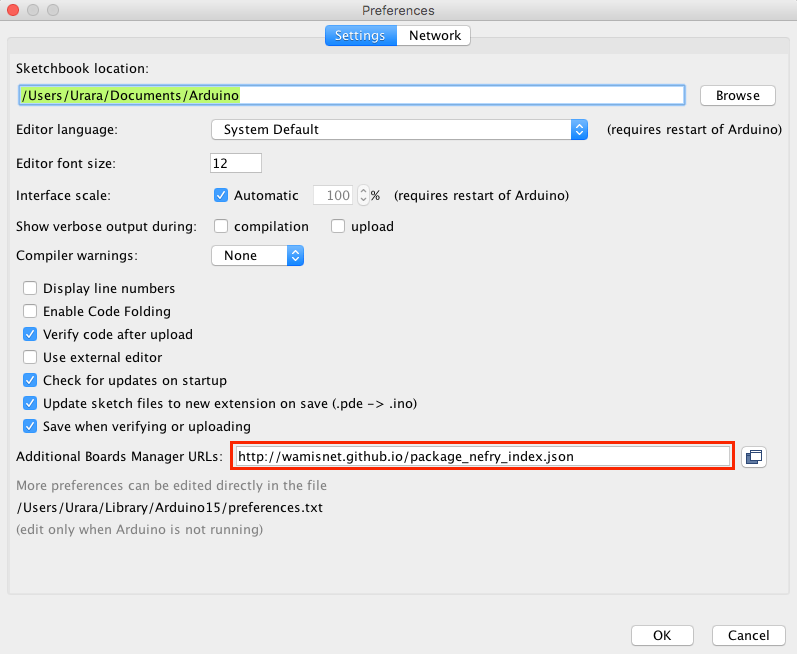 Preferences
Settings Network
Sketchbook location:
/Users/Urara/Documents/Arduino Browse
Editor language: System Default (requires restart of Arduino)
Editor font size: 12
Interface scale: Automatic 100 % (requires restart of Arduino)
Show verbose output during: compilation upload
Compiler warnings: None
Display line numbers
Enable Code Folding
Verify code after upload
Use external editor
Check for updates on startup
Update sketch files to new extension on save (.pde -> .ino)
Save when verifying or uploading
Additional Boards Manager URLs: http://wamisnet.github.io/package_nefry_index.json
More preferences can be edited directly in the file
/Users/Urara/Library/Arduino15/preferences.txt
(edit only when Arduino is not running)
OK Cancel